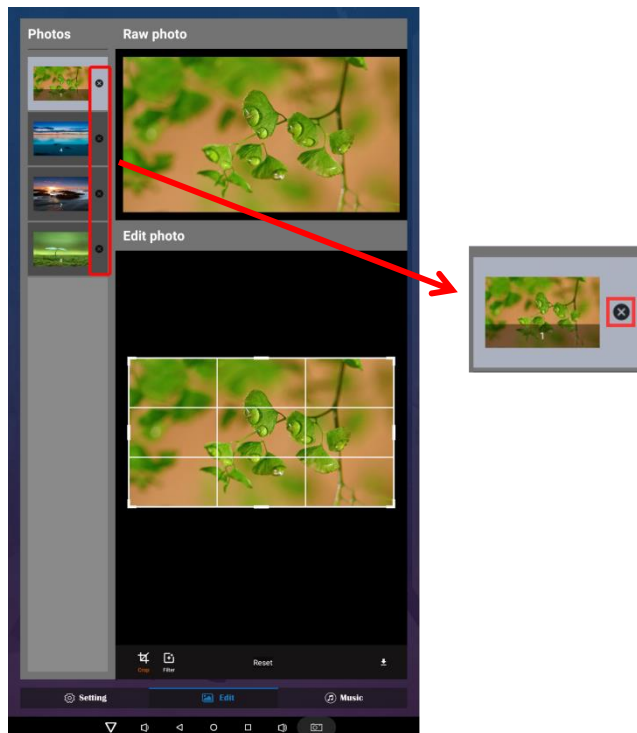 Photos
Raw photo
Edit photo
1
Crop
Filter
Reset
Setting
Edit
Music